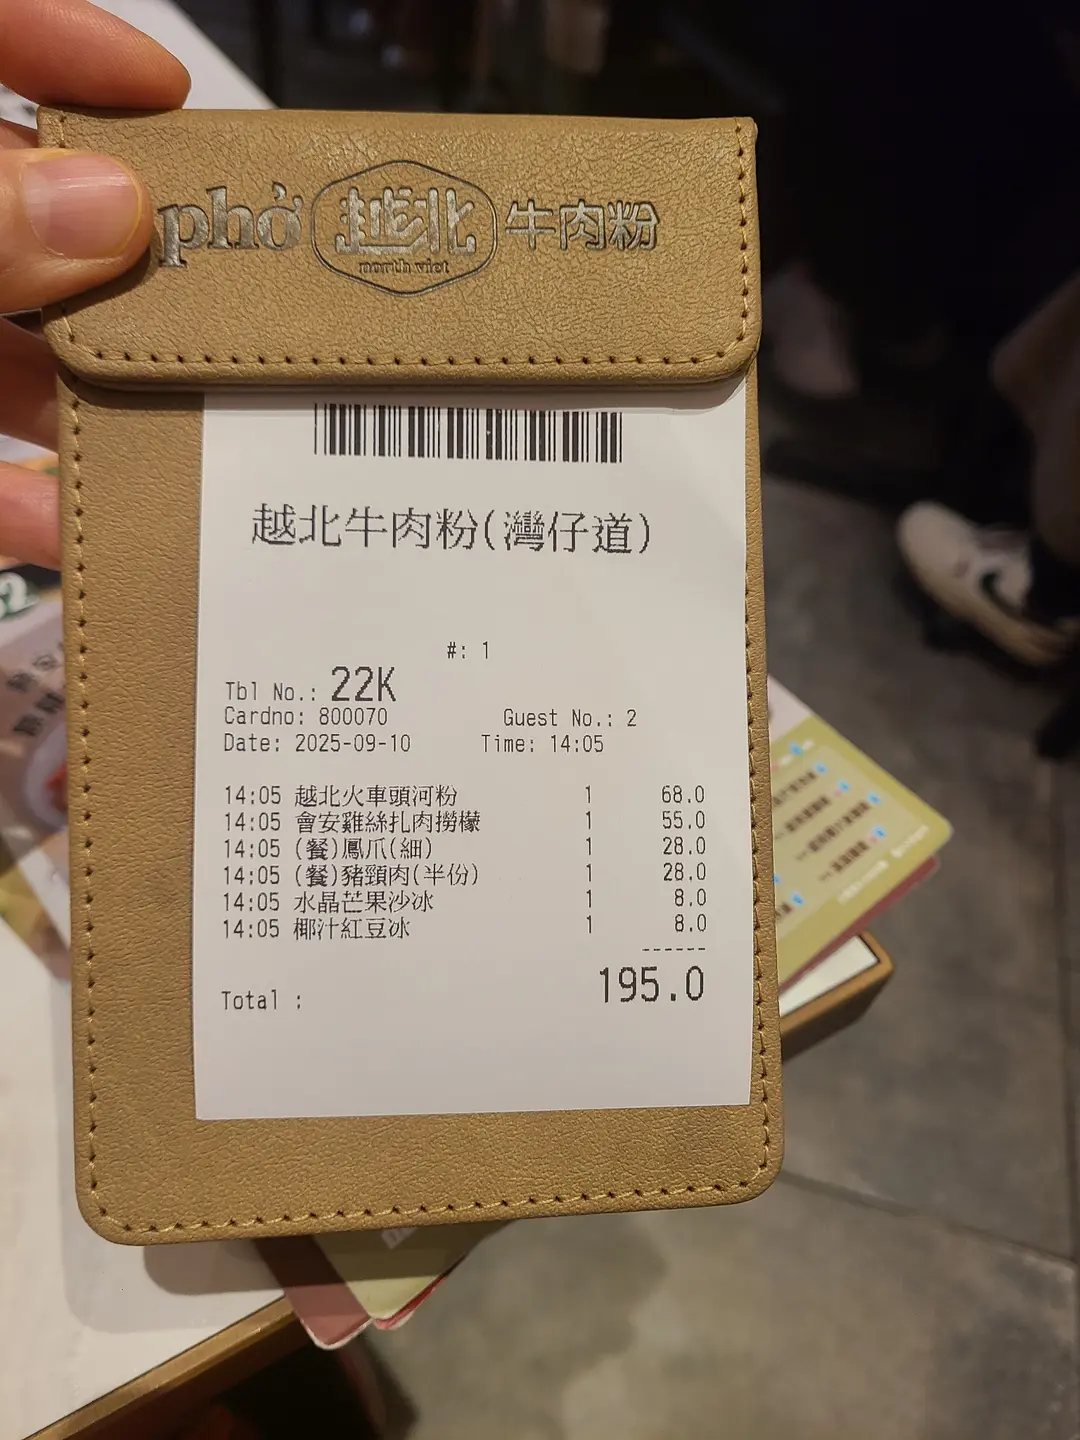 phở 越北 牛肉粉
north viet
越北牛肉粉(灣仔道)
#: 1
Tbl No.: 22K
Cardno: 800070 Guest No.: 2
Date: 2025-09-10 Time: 14:05
14:05 越北火車頭河粉 1 68.0
14:05 會安雞絲扎肉撈檬 1 55.0
14:05 (餐)鳳爪(細) 1 28.0
14:05 (餐)豬頸肉(半份) 1 28.0
14:05 水晶芒果沙冰 1 8.0
14:05 椰汁紅豆冰 1 8.0
------
Total : 195.0